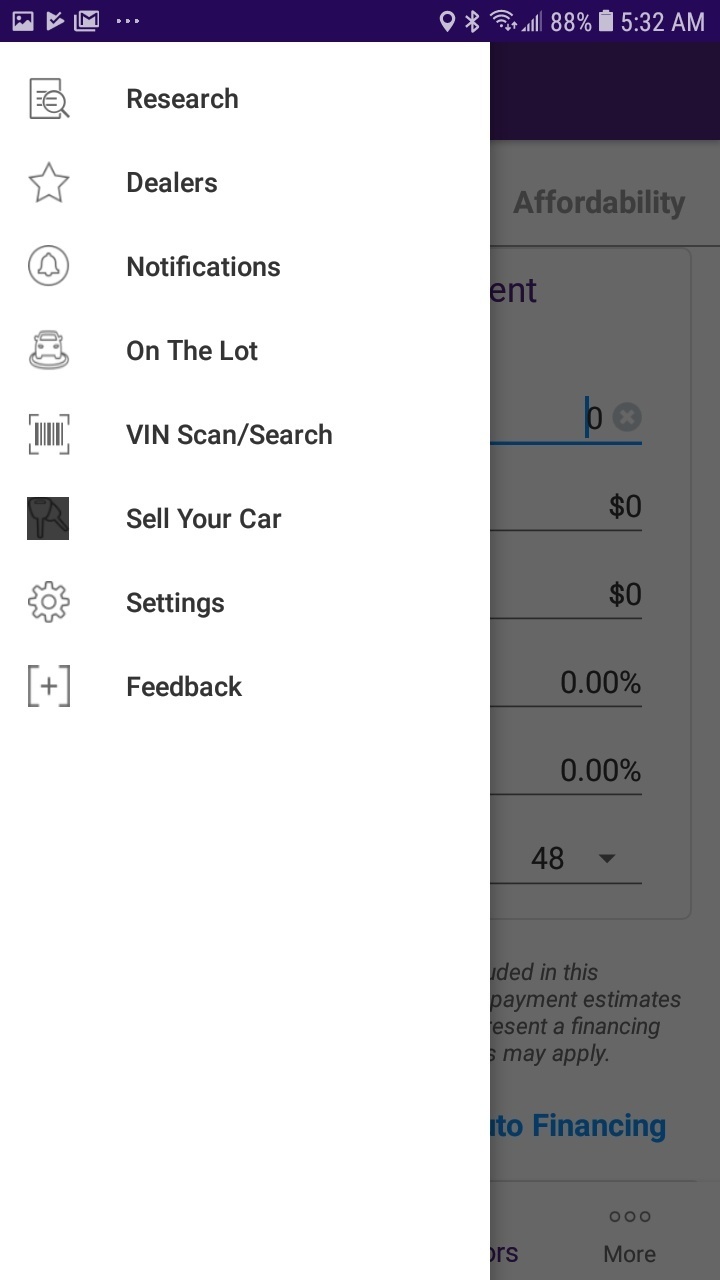 88% 5:32 AM
Research
Dealers
Notifications
On The Lot
VIN Scan/Search
Sell Your Car
Settings
Feedback
Affordability
ent
0
$0
$0
0.00%
0.00%
48
uded in this
payment estimates
resent a financing
s may apply.
uto Financing
ors
More